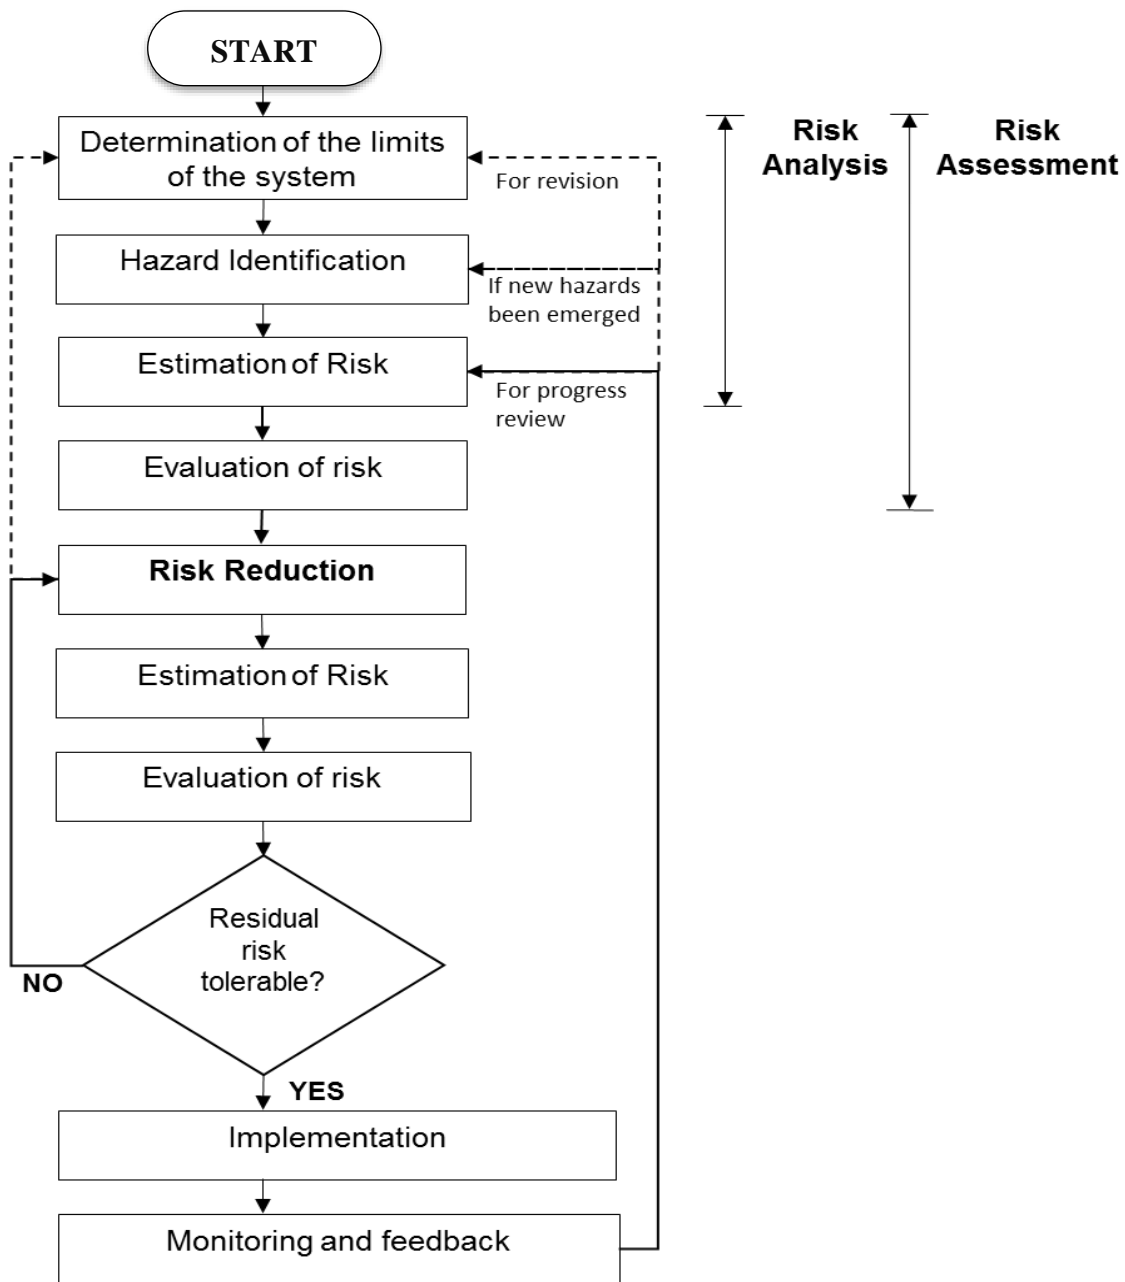 START
Determination of the limits
of the system
For revision
Risk
Analysis
Risk
Assessment
Hazard Identification
If new hazards
been emerged
Estimation of Risk
For progress
review
Evaluation of risk
Risk Reduction
Estimation of Risk
Evaluation of risk
Residual
risk
tolerable?
NO
YES
Implementation
Monitoring and feedback